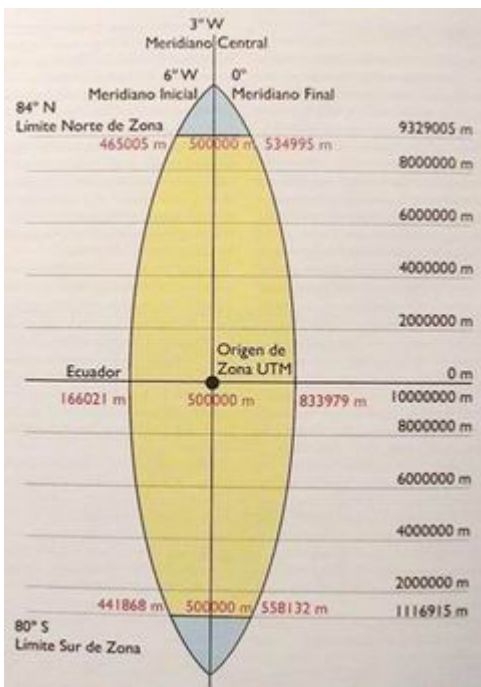 3° W
Meridiano Central
6° W
0°
Meridiano Inicial
Meridiano Final
84° N
Límite Norte de Zona
9329005 m
465005 m
500000 m
534995 m
8000000 m
6000000 m
4000000 m
2000000 m
Origen de
Zona UTM
Ecuador
0 m
166021 m
500000 m
833979 m
10000000 m
8000000 m
6000000 m
4000000 m
2000000 m
441868 m
500000 m
558132 m
1116915 m
80° S
Límite Sur de Zona